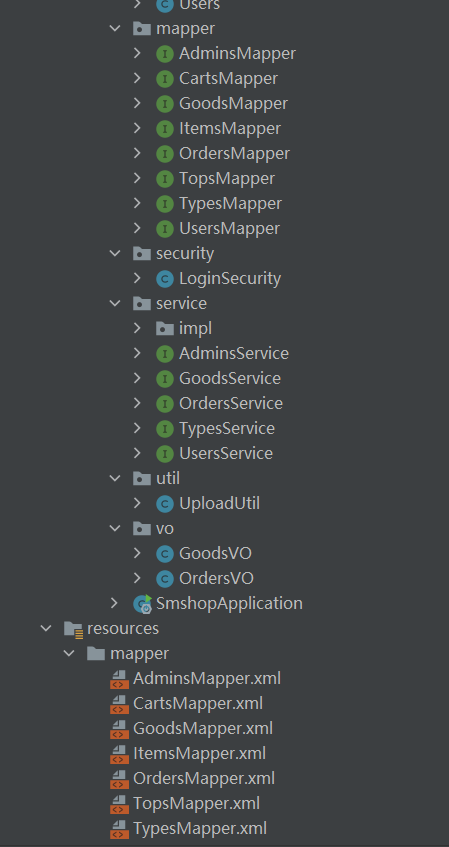 Users
mapper
AdminsMapper
CartsMapper
GoodsMapper
ItemsMapper
OrdersMapper
TopsMapper
TypesMapper
UsersMapper
security
LoginSecurity
service
impl
AdminsService
GoodsService
OrdersService
TypesService
UsersService
util
UploadUtil
vo
GoodsVO
OrdersVO
SmshopApplication
resources
mapper
AdminsMapper.xml
CartsMapper.xml
GoodsMapper.xml
ItemsMapper.xml
OrdersMapper.xml
TopsMapper.xml
TypesMapper.xml